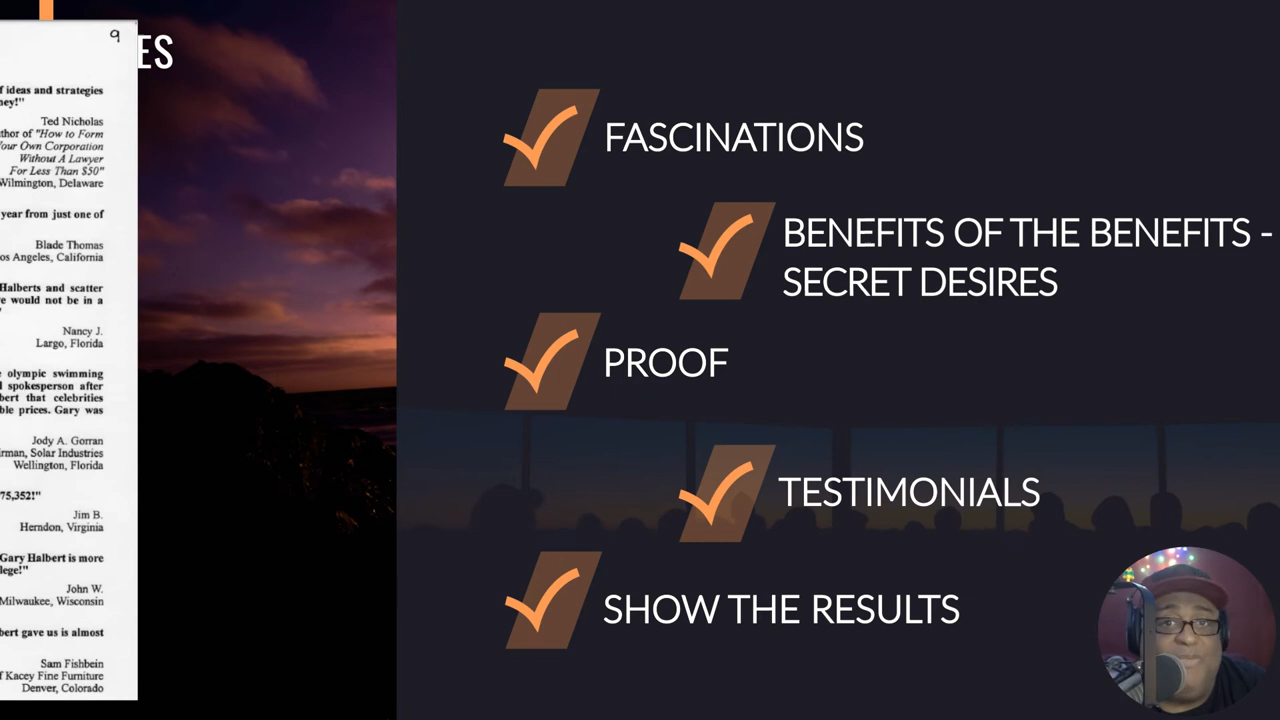 9
ES
f ideas and strategies
ney!"
Ted Nicholas
thor of "How to Form
Your Own Corporation
Without A Lawyer
For Less Than $50"
Wilmington, Delaware
year from just one of
Blade Thomas
os Angeles, California
Halberts and scatter
e would not be in a
Nancy J.
Largo, Florida
e olympic swimming
d spokesperson after
bert that celebrities
ble prices. Gary was
Jody A. Gorran
rman, Solar Industries
Wellington, Florida
75,352!"
Jim B.
Herndon, Virginia
Gary Halbert is more
lege!"
John W.
Milwaukee, Wisconsin
bert gave us is almost
Sam Fishbein
f Kacey Fine Furniture
Denver, Colorado
FASCINATIONS
BENEFITS OF THE BENEFITS -
SECRET DESIRES
PROOF
TESTIMONIALS
SHOW THE RESULTS